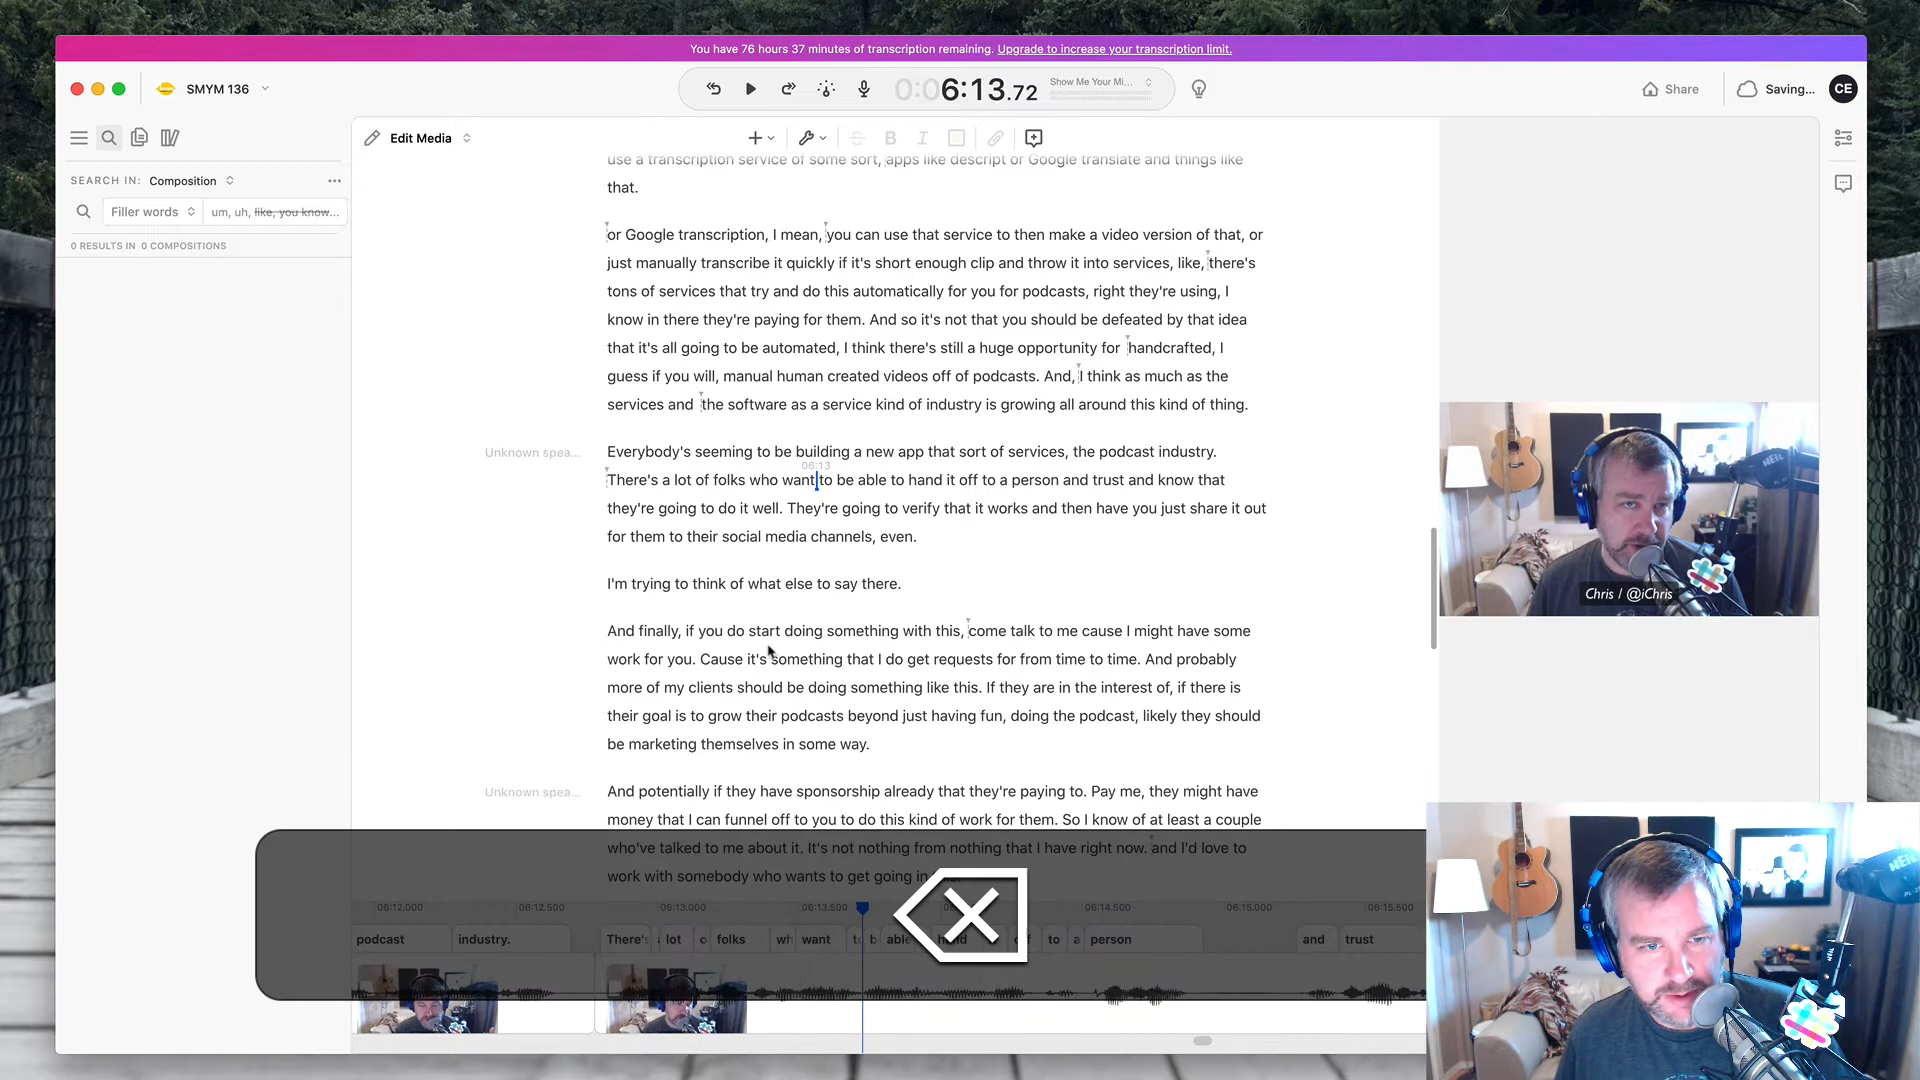 You have 76 hours 37 minutes of transcription remaining. Upgrade to increase your transcription limit.
SMYM 136
0:06:13.72
Show Me Your Mi...
Share
Saving...
CE
Edit Media
B
I
SEARCH IN: Composition
Filler words
um, uh, like, you know...
0 RESULTS IN 0 COMPOSITIONS
use a transcription service of some sort, apps like descript or Google translate and things like
that.
or Google transcription, I mean, you can use that service to then make a video version of that, or
just manually transcribe it quickly if it's short enough clip and throw it into services, like, there's
tons of services that try and do this automatically for you for podcasts, right they're using, I
know in there they're paying for them. And so it's not that you should be defeated by that idea
that it's all going to be automated, I think there's still a huge opportunity for handcrafted, I
guess if you will, manual human created videos off of podcasts. And, I think as much as the
services and the software as a service kind of industry is growing all around this kind of thing.
Unknown spea...
Everybody's seeming to be building a new app that sort of services, the podcast industry.
06:13
There's a lot of folks who want to be able to hand it off to a person and trust and know that
they're going to do it well. They're going to verify that it works and then have you just share it out
for them to their social media channels, even.
I'm trying to think of what else to say there.
And finally, if you do start doing something with this, come talk to me cause I might have some
work for you. Cause it's something that I do get requests for from time to time. And probably
more of my clients should be doing something like this. If they are in the interest of, if there is
their goal is to grow their podcasts beyond just having fun, doing the podcast, likely they should
be marketing themselves in some way.
Unknown spea...
And potentially if they have sponsorship already that they're paying to. Pay me, they might have
money that I can funnel off to you to do this kind of work for them. So I know of at least a couple
who've talked to me about it. It's not nothing from nothing that I have right now. and I'd love to
work with somebody who wants to get going in
Chris / @iChris
06:12.000 06:12.500 06:13.000 06:13.500 06:14.500 06:15.000 06:15.500
podcast industry. There's lot folks wh want able hand to a person and trust
HEIL